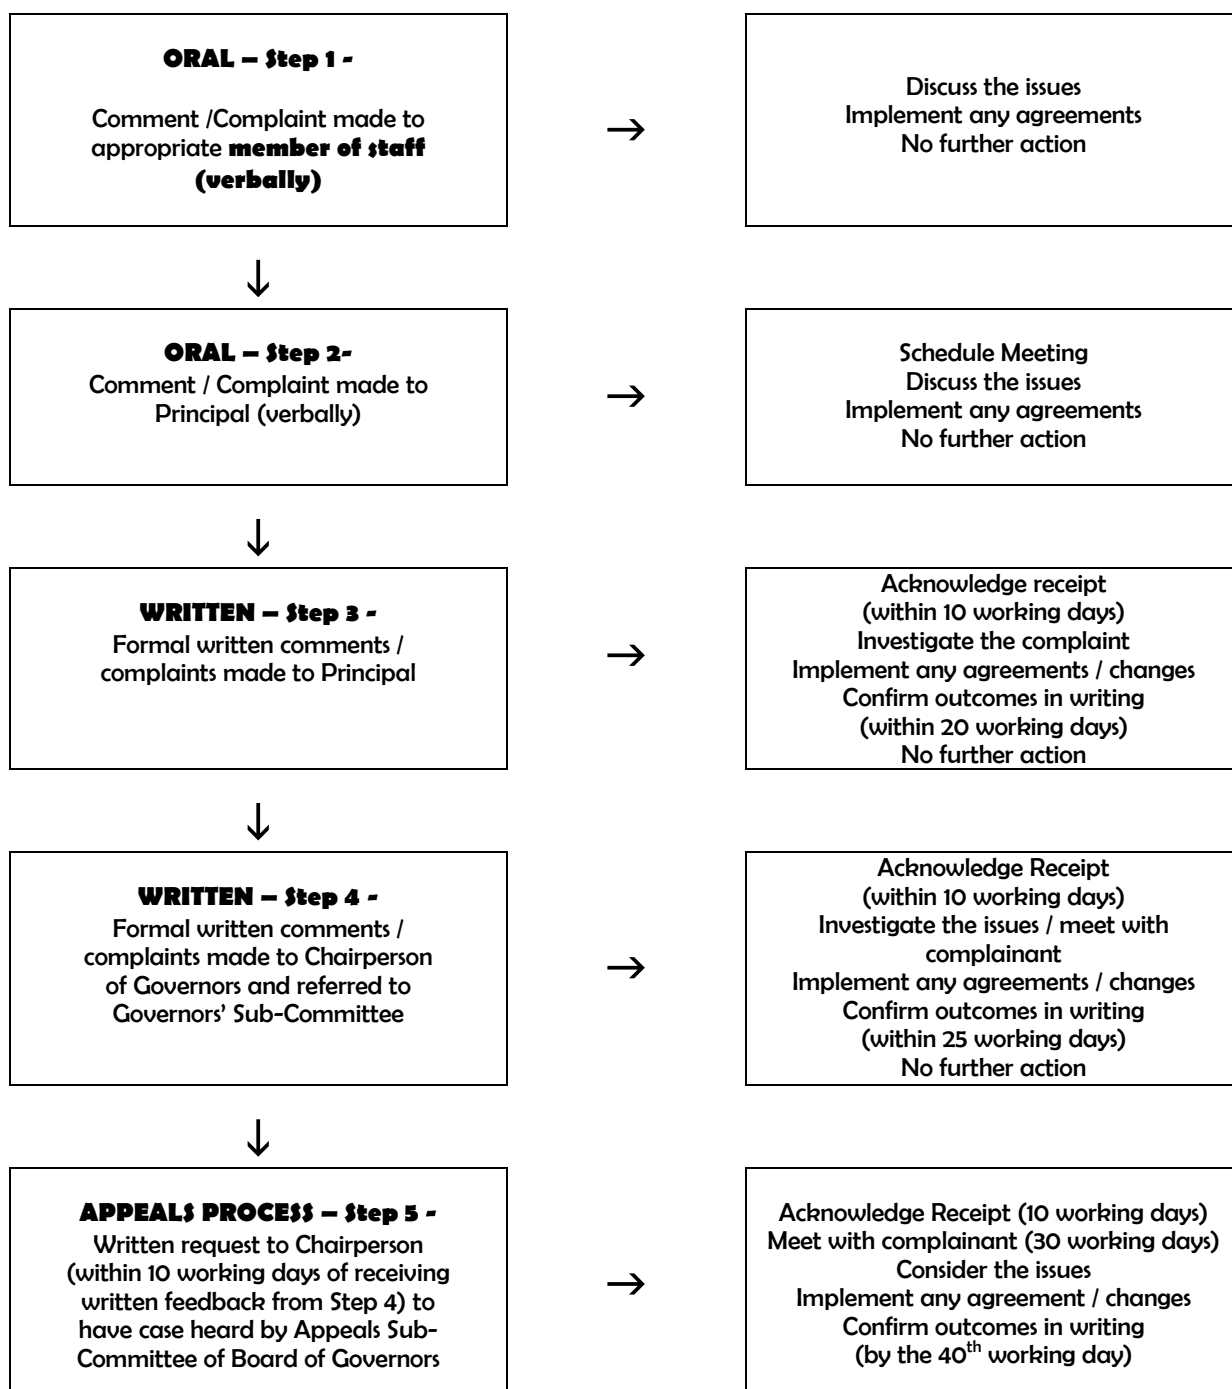 ORAL – Step 1 -
Comment /Complaint made to
appropriate member of staff
(verbally)
→
Discuss the issues
Implement any agreements
No further action
↓
ORAL – Step 2-
Comment / Complaint made to
Principal (verbally)
→
Schedule Meeting
Discuss the issues
Implement any agreements
No further action
↓
WRITTEN – Step 3 -
Formal written comments /
complaints made to Principal
→
Acknowledge receipt
(within 10 working days)
Investigate the complaint
Implement any agreements / changes
Confirm outcomes in writing
(within 20 working days)
No further action
↓
WRITTEN – Step 4 -
Formal written comments /
complaints made to Chairperson
of Governors and referred to
Governors’ Sub-Committee
→
Acknowledge Receipt
(within 10 working days)
Investigate the issues / meet with
complainant
Implement any agreements / changes
Confirm outcomes in writing
(within 25 working days)
No further action
↓
APPEALS PROCESS – Step 5 -
Written request to Chairperson
(within 10 working days of receiving
written feedback from Step 4) to
have case heard by Appeals Sub-
Committee of Board of Governors
→
Acknowledge Receipt (10 working days)
Meet with complainant (30 working days)
Consider the issues
Implement any agreement / changes
Confirm outcomes in writing
(by the 40th working day)